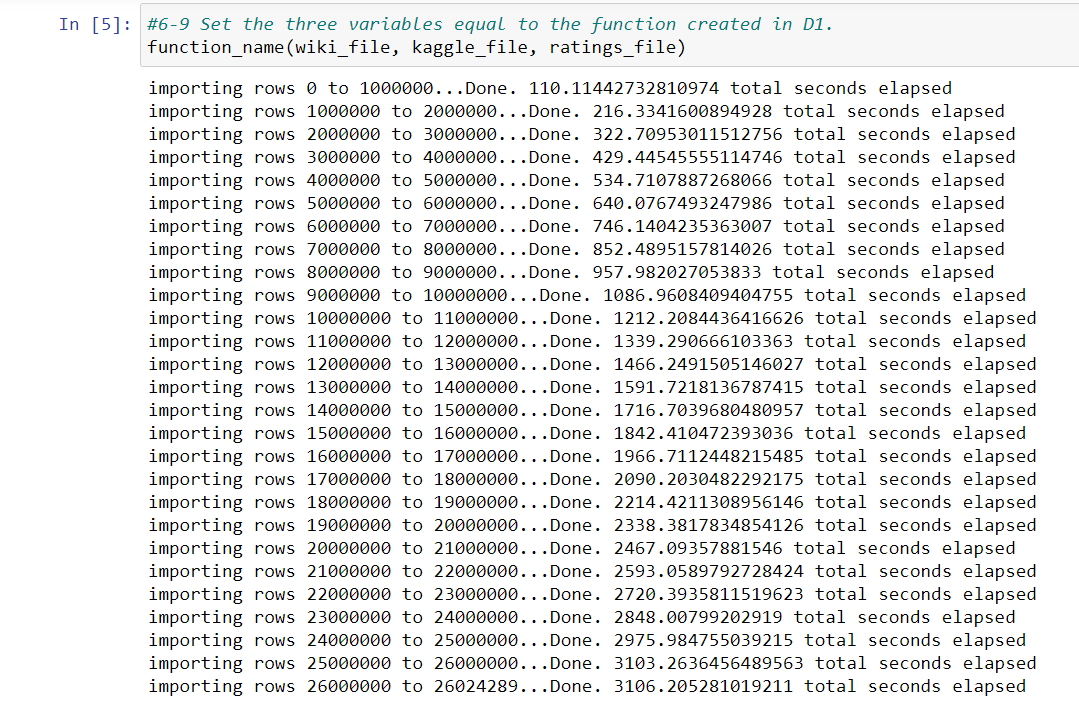 In [5]: #6-9 Set the three variables equal to the function created in D1.
function_name(wiki_file, kaggle_file, ratings_file)
importing rows 0 to 1000000...Done. 110.11442732810974 total seconds elapsed
importing rows 1000000 to 2000000...Done. 216.3341600894928 total seconds elapsed
importing rows 2000000 to 3000000...Done. 322.70953011512756 total seconds elapsed
importing rows 3000000 to 4000000...Done. 429.44545555114746 total seconds elapsed
importing rows 4000000 to 5000000...Done. 534.7107887268066 total seconds elapsed
importing rows 5000000 to 6000000...Done. 640.0767493247986 total seconds elapsed
importing rows 6000000 to 7000000...Done. 746.1404235363007 total seconds elapsed
importing rows 7000000 to 8000000...Done. 852.4895157814026 total seconds elapsed
importing rows 8000000 to 9000000...Done. 957.982027053833 total seconds elapsed
importing rows 9000000 to 10000000...Done. 1086.9608409404755 total seconds elapsed
importing rows 10000000 to 11000000...Done. 1212.2084436416626 total seconds elapsed
importing rows 11000000 to 12000000...Done. 1339.290666103363 total seconds elapsed
importing rows 12000000 to 13000000...Done. 1466.2491505146027 total seconds elapsed
importing rows 13000000 to 14000000...Done. 1591.7218136787415 total seconds elapsed
importing rows 14000000 to 15000000...Done. 1716.7039680480957 total seconds elapsed
importing rows 15000000 to 16000000...Done. 1842.410472393036 total seconds elapsed
importing rows 16000000 to 17000000...Done. 1966.7112448215485 total seconds elapsed
importing rows 17000000 to 18000000...Done. 2090.2030482292175 total seconds elapsed
importing rows 18000000 to 19000000...Done. 2214.4211308956146 total seconds elapsed
importing rows 19000000 to 20000000...Done. 2338.3817834854126 total seconds elapsed
importing rows 20000000 to 21000000...Done. 2467.09357881546 total seconds elapsed
importing rows 21000000 to 22000000...Done. 2593.0589792728424 total seconds elapsed
importing rows 22000000 to 23000000...Done. 2720.3935811519623 total seconds elapsed
importing rows 23000000 to 24000000...Done. 2848.00799202919 total seconds elapsed
importing rows 24000000 to 25000000...Done. 2975.984755039215 total seconds elapsed
importing rows 25000000 to 26000000...Done. 3103.2636456489563 total seconds elapsed
importing rows 26000000 to 26024289...Done. 3106.205281019211 total seconds elapsed